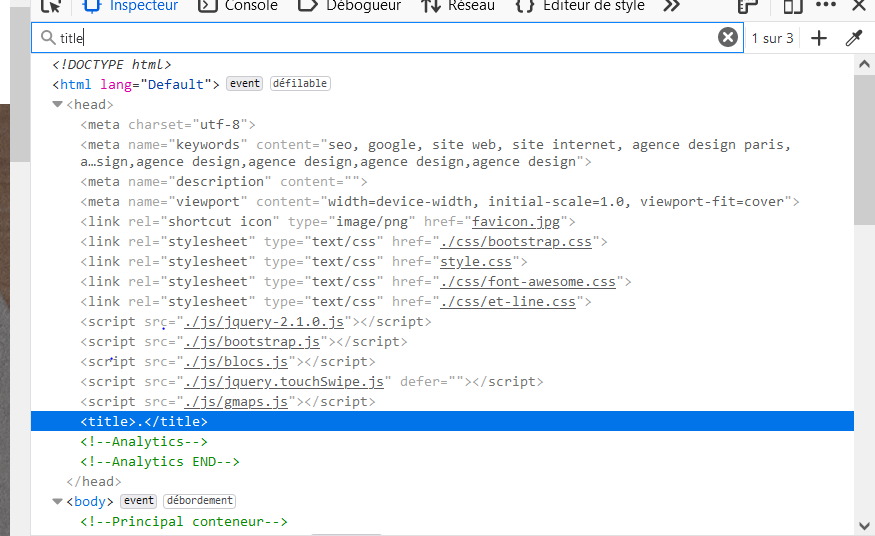 Inspecteur Console Débogueur Réseau Éditeur de style
title 1 sur 3
<!DOCTYPE html>
<html lang="Default"> event défilable
<head>
<meta charset="utf-8">
<meta name="keywords" content="seo, google, site web, site internet, agence design paris,
a…sign,agence design,agence design,agence design,agence design">
<meta name="description" content="">
<meta name="viewport" content="width=device-width, initial-scale=1.0, viewport-fit=cover">
<link rel="shortcut icon" type="image/png" href="favicon.jpg">
<link rel="stylesheet" type="text/css" href="./css/bootstrap.css">
<link rel="stylesheet" type="text/css" href="style.css">
<link rel="stylesheet" type="text/css" href="./css/font-awesome.css">
<link rel="stylesheet" type="text/css" href="./css/et-line.css">
<script src="./js/jquery-2.1.0.js"></script>
<script src="./js/bootstrap.js"></script>
<script src="./js/blocs.js"></script>
<script src="./js/jquery.touchSwipe.js" defer=""></script>
<script src="./js/gmaps.js"></script>
<title>.</title>
<!--Analytics-->
<!--Analytics END-->
</head>
<body> event débordement
<!--Principal conteneur-->